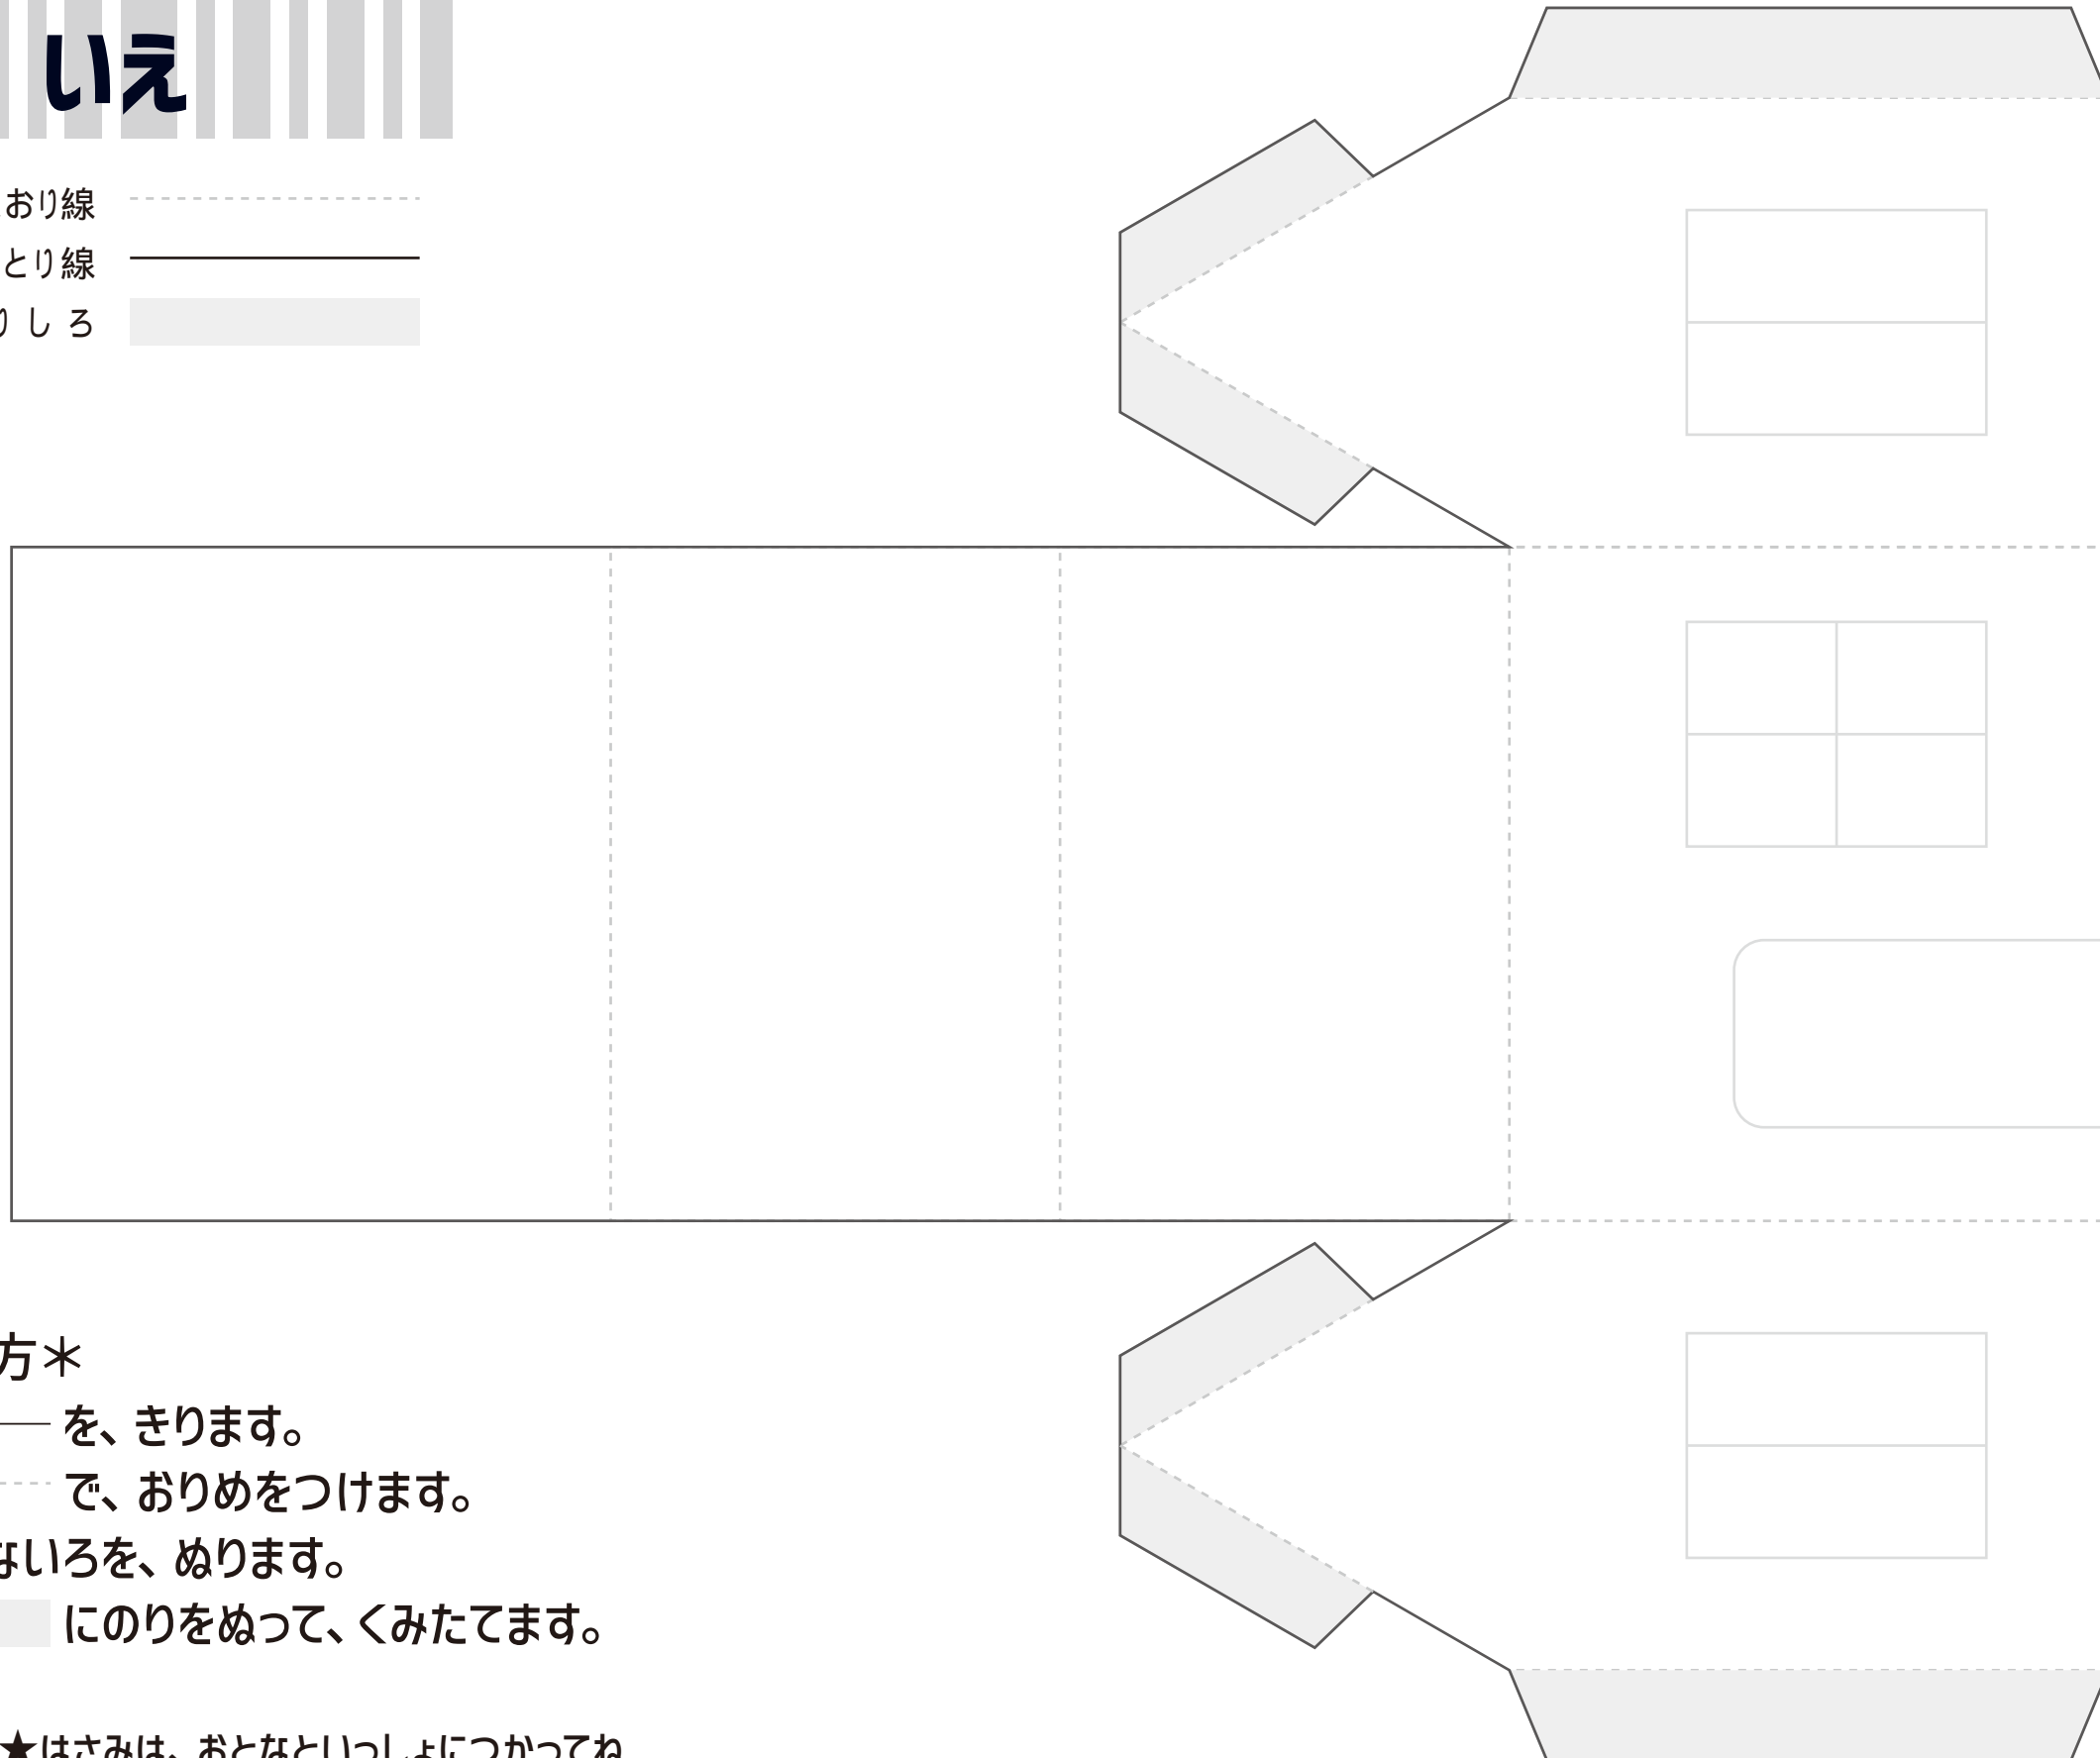 いえ
おり線
とり線
りしろ
方＊
を、きります。
で、おりめをつけます。
いろを、ぬります。
にのりをぬって、くみたてます。
★はさみは、おとなといっしょにつかってね